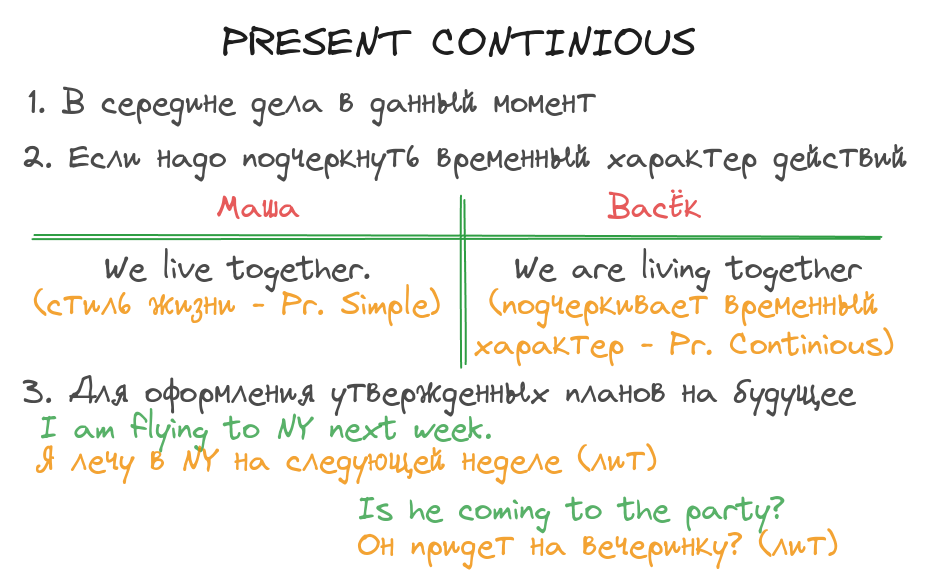 PRESENT CONTINIOUS
1. В середине дела в данный момент
2. Если надо подчеркнуть временный характер действий
Маша
Васёк
We live together.
(стиль жизни - Pr. Simple)
We are living together
(подчеркивает временный
характер - Pr. Continious)
3. Для оформления утвержденных планов на будущее
I am flying to NY next week.
Я лечу в NY на следующей неделе (лит)
Is he coming to the party?
Он придет на вечеринку? (лит)